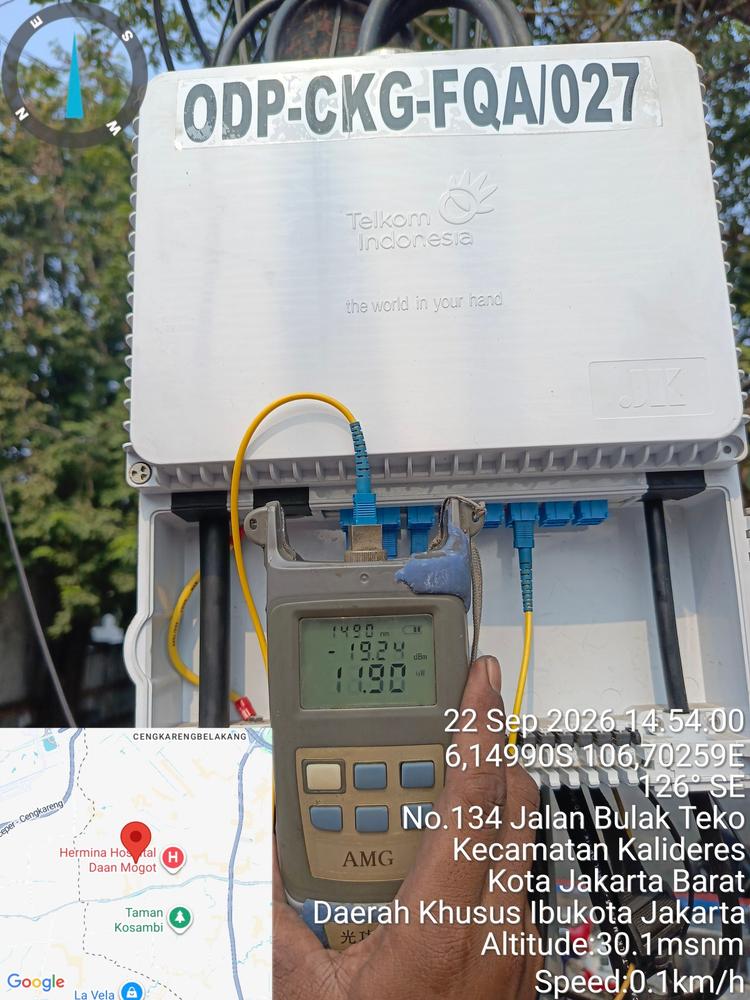 E
S
N
W
ODP-CKG-FQA/027
Telkom
Indonesia
the world in your hand
JJK
1490 nm
-19.24 dBm
11.90 uW
AMG
22 Sep 2026 14.54.00
6,14990S 106,70259E
126° SE
No.134 Jalan Bulak Teko
Kecamatan Kalideres
Kota Jakarta Barat
Daerah Khusus Ibukota Jakarta
Altitude:30.1msnm
Speed:0.1km/h
CENGKARENGBELAKANG
Cengkareng
Hermina Hospital
Daan Mogot
H
Taman
Kosambi
La Vela
Google